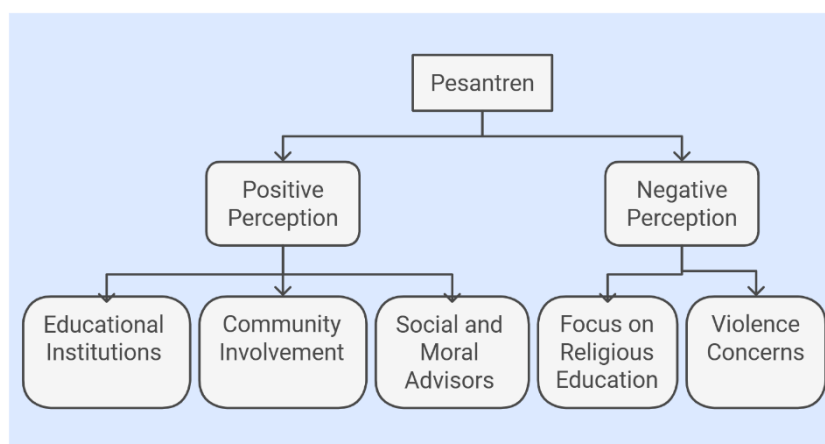 Pesantren
Positive
Perception
Negative
Perception
Educational
Institutions
Community
Involvement
Social and
Moral
Advisors
Focus on
Religious
Education
Violence
Concerns